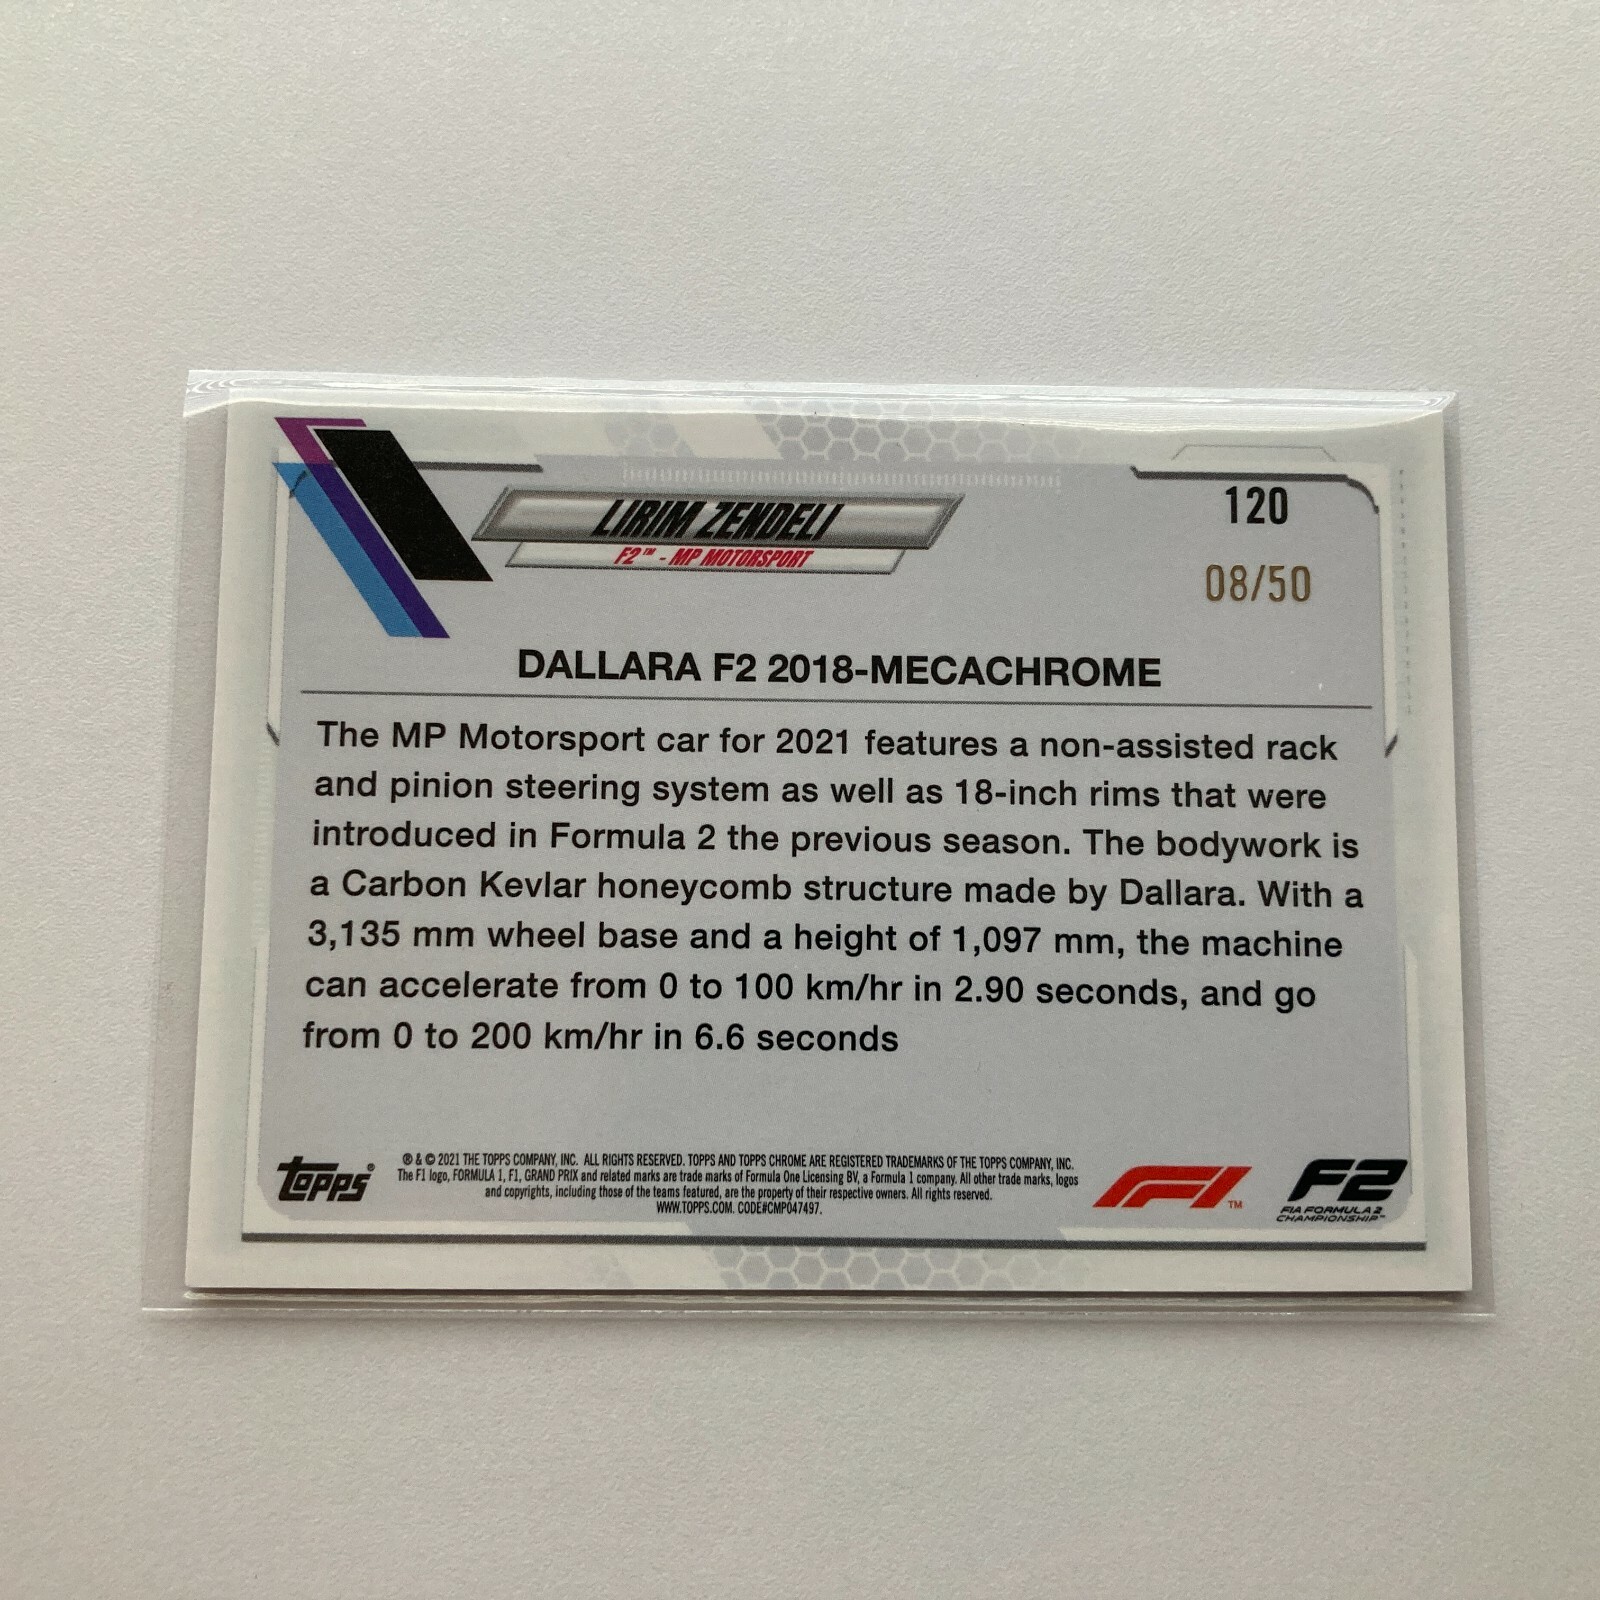 LIRIM ZENDELI
F2™ - MP MOTORSPORT
120
08/50
DALLARA F2 2018-MECACHROME
The MP Motorsport car for 2021 features a non-assisted rack
and pinion steering system as well as 18-inch rims that were
introduced in Formula 2 the previous season. The bodywork is
a Carbon Kevlar honeycomb structure made by Dallara. With a
3,135 mm wheel base and a height of 1,097 mm, the machine
can accelerate from 0 to 100 km/hr in 2.90 seconds, and go
from 0 to 200 km/hr in 6.6 seconds
topps®
® & © 2021 THE TOPPS COMPANY, INC. ALL RIGHTS RESERVED. TOPPS AND TOPPS CHROME ARE REGISTERED TRADEMARKS OF THE TOPPS COMPANY, INC.
The F1 logo, FORMULA 1, F1, GRAND PRIX and related marks are trade marks of Formula One Licensing BV, a Formula 1 company. All other trade marks, logos
and copyrights, including those of the teams featured, are the property of their respective owners. All rights reserved.
WWW.TOPPS.COM. CODE#CMP047497.
F1™
F2
FIA FORMULA 2
CHAMPIONSHIP™